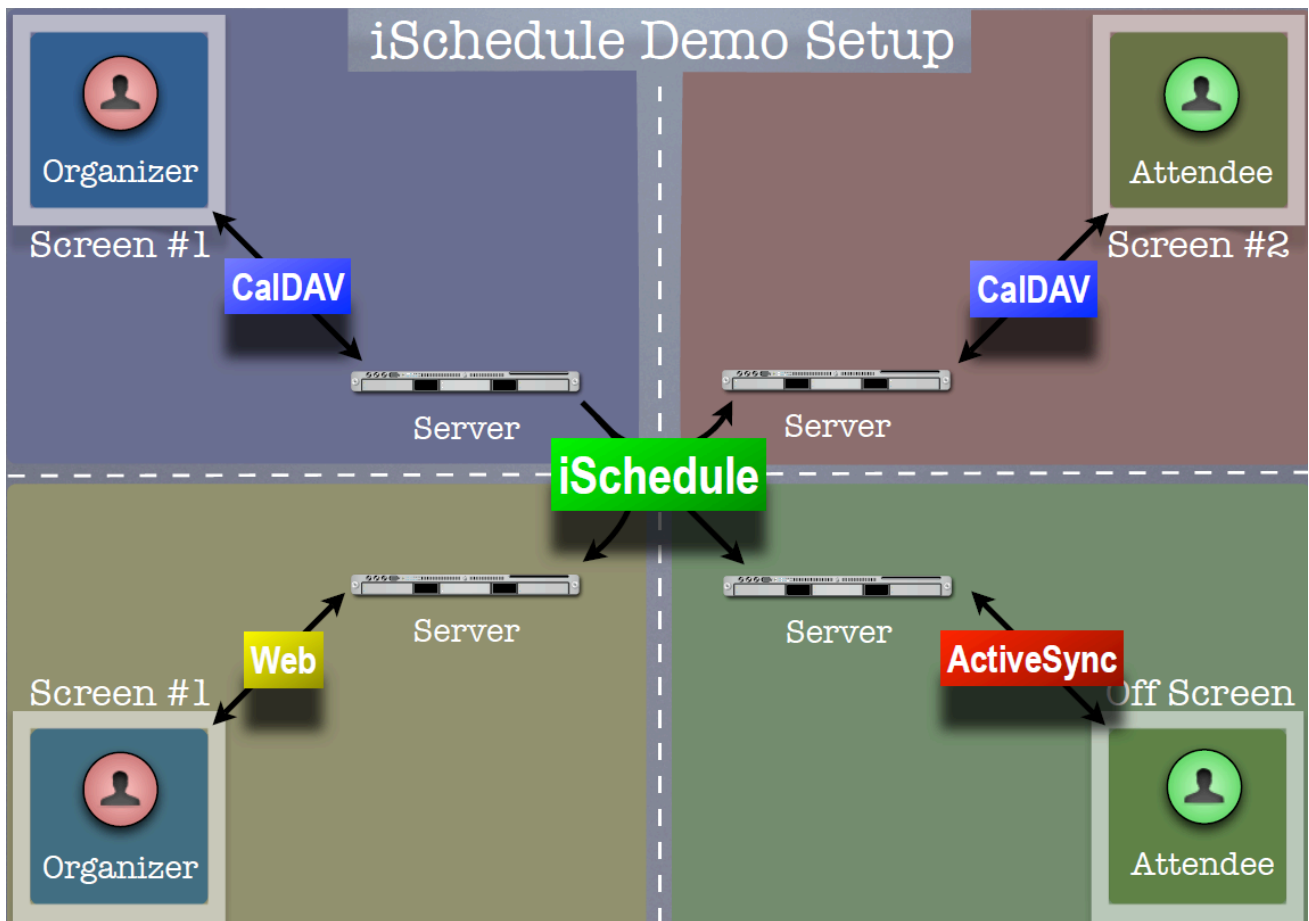 iSchedule Demo Setup
Organizer
Screen #1
CalDAV
Server
Attendee
Screen #2
CalDAV
Server
iSchedule
Server
Web
Screen #1
Organizer
Server
ActiveSync
Off Screen
Attendee